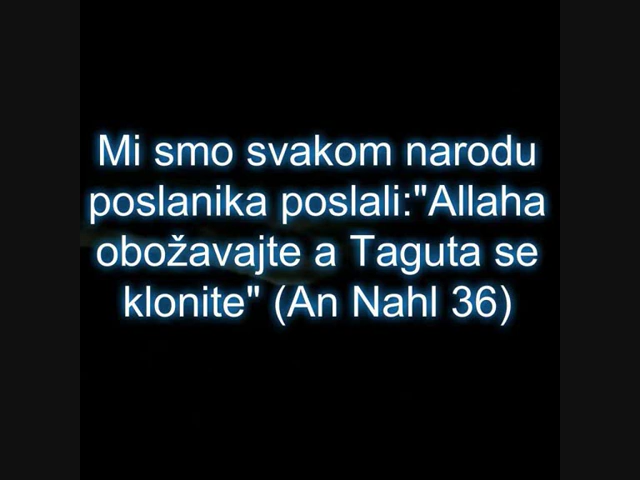 Mi smo svakom narodu
poslanika poslali:"Allaha
obožavajte a Taguta se
klonite" (An Nahl 36)